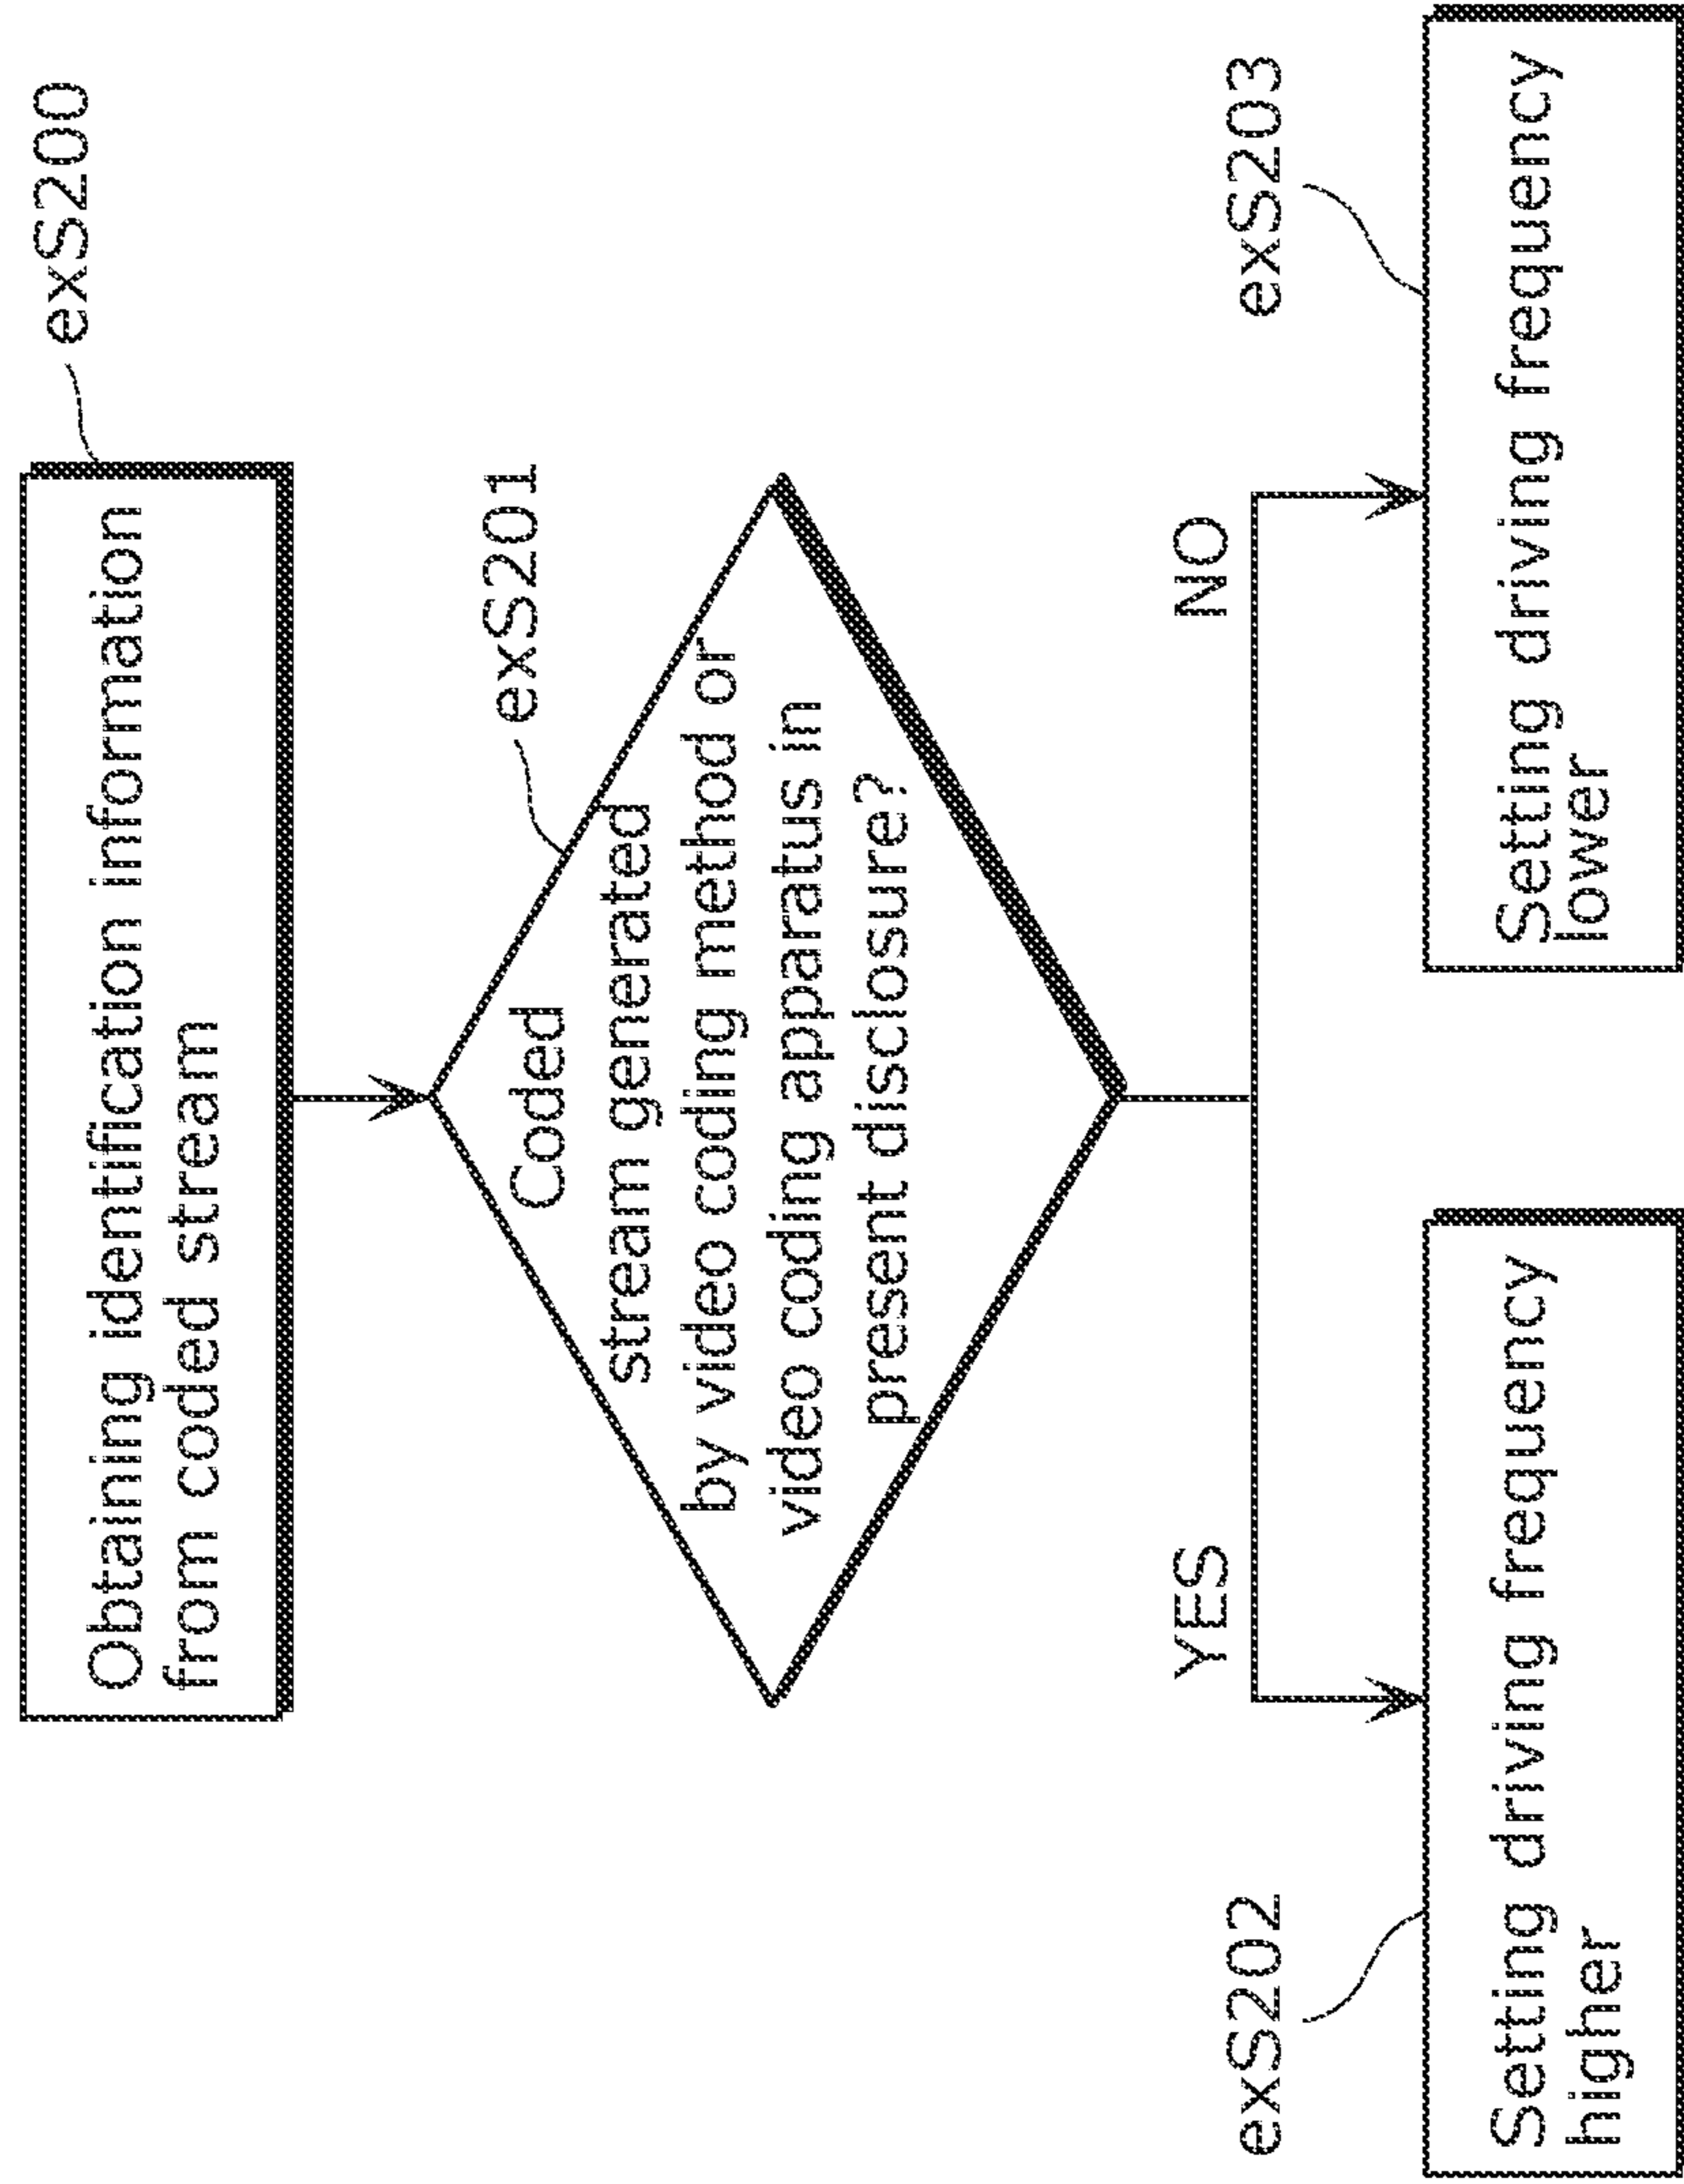 exS200
Obtaining identification information
from coded stream
exS201
Coded
stream generated
by video coding method or
video coding apparatus in
present disclosure?
YES
NO
exS202
exS203
Setting driving frequency
higher
Setting driving frequency
lower